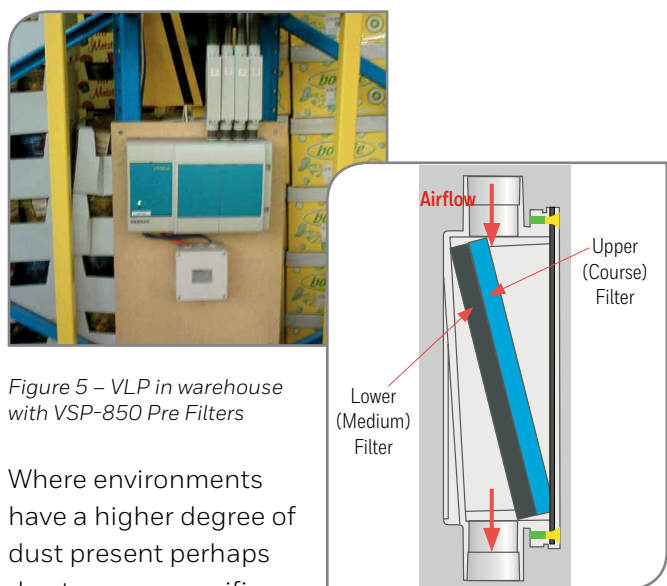 Figure 5 – VLP in warehouse
with VSP-850 Pre Filters
Where environments
have a higher degree of
dust present perhaps
Airflow
Upper
(Course)
Filter
Lower
(Medium)
Filter